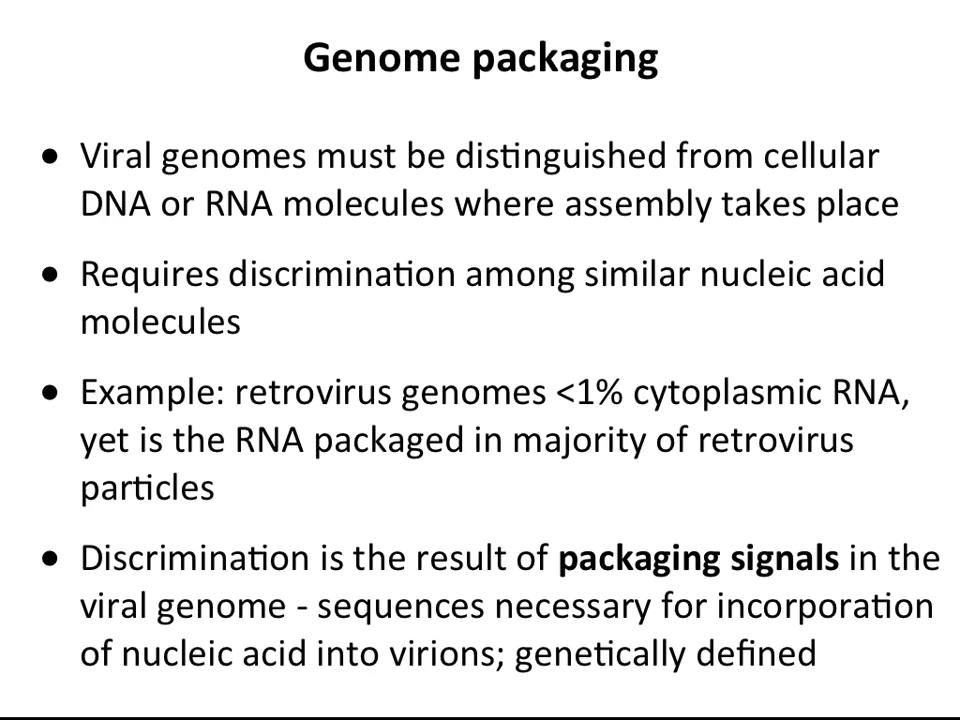 Genome packaging
• Viral genomes must be distinguished from cellular
DNA or RNA molecules where assembly takes place
• Requires discrimination among similar nucleic acid
molecules
• Example: retrovirus genomes <1% cytoplasmic RNA,
yet is the RNA packaged in majority of retrovirus
particles
• Discrimination is the result of packaging signals in the
viral genome - sequences necessary for incorporation
of nucleic acid into virions; genetically defined